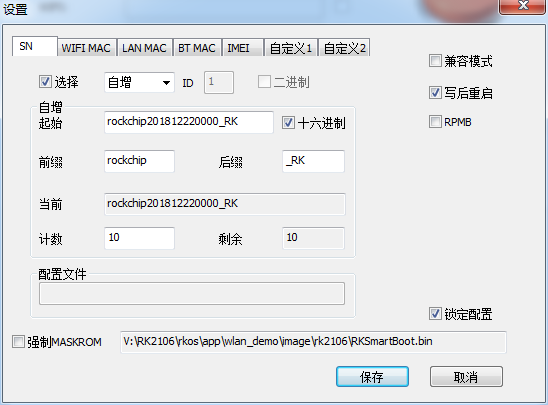 设置
SN WIFI MAC LAN MAC BT MAC IMEI 自定义1 自定义2
兼容模式
选择 自增 ID 1 二进制
写后重启
自增
起始 rockchip201812220000_RK 十六进制
RPMB
前缀 rockchip 后缀 _RK
当前 rockchip201812220000_RK
计数 10 剩余 10
配置文件
锁定配置
强制MASKROM V:\RK2106\rkos\app\wlan_demo\image\rk2106\RKSmartBoot.bin
保存 取消